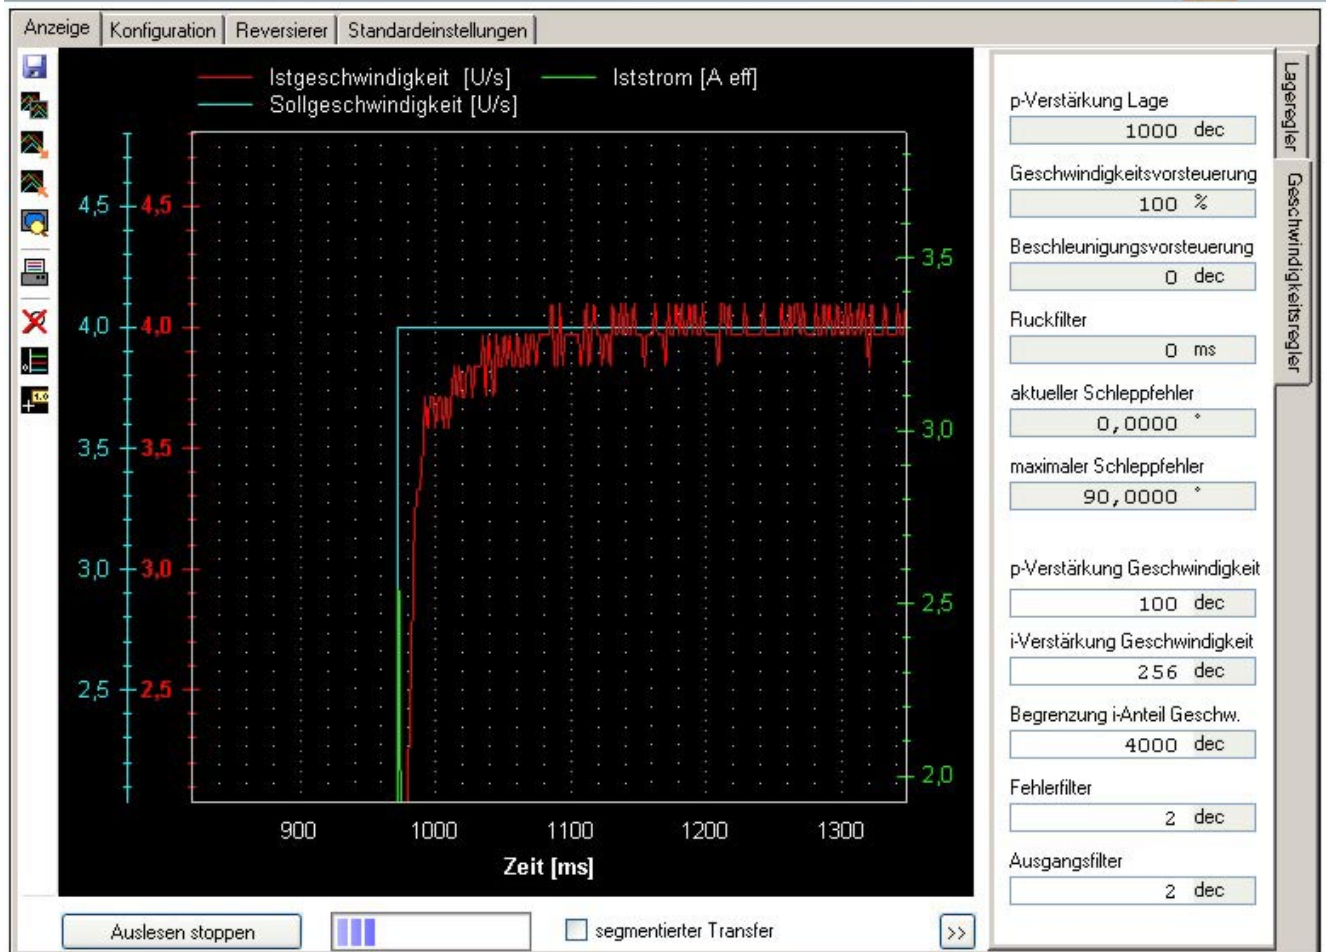 Anzeige Konfiguration Reversierer Standardeinstellungen
Istgeschwindigkeit [U/s] Iststrom [A eff]
Sollgeschwindigkeit [U/s]
4,5 4,5
4,0 4,0
3,5 3,5
3,0 3,0
2,5 2,5
3,5
3,0
2,5
2,0
900 1000 1100 1200 1300
Zeit [ms]
p-Verstärkung Lage
1000 dec
Geschwindigkeitsvorsteuerung
100 %
Beschleunigungsvorsteuerung
0 dec
Ruckfilter
0 ms
aktueller Schleppfehler
0,0000 °
maximaler Schleppfehler
90,0000 °
p-Verstärkung Geschwindigkeit
100 dec
i-Verstärkung Geschwindigkeit
256 dec
Begrenzung i-Anteil Geschw.
4000 dec
Fehlerfilter
2 dec
Ausgangsfilter
2 dec
Lageregler
Geschwindigkeitsregler
Auslesen stoppen
segmentierter Transfer
>>